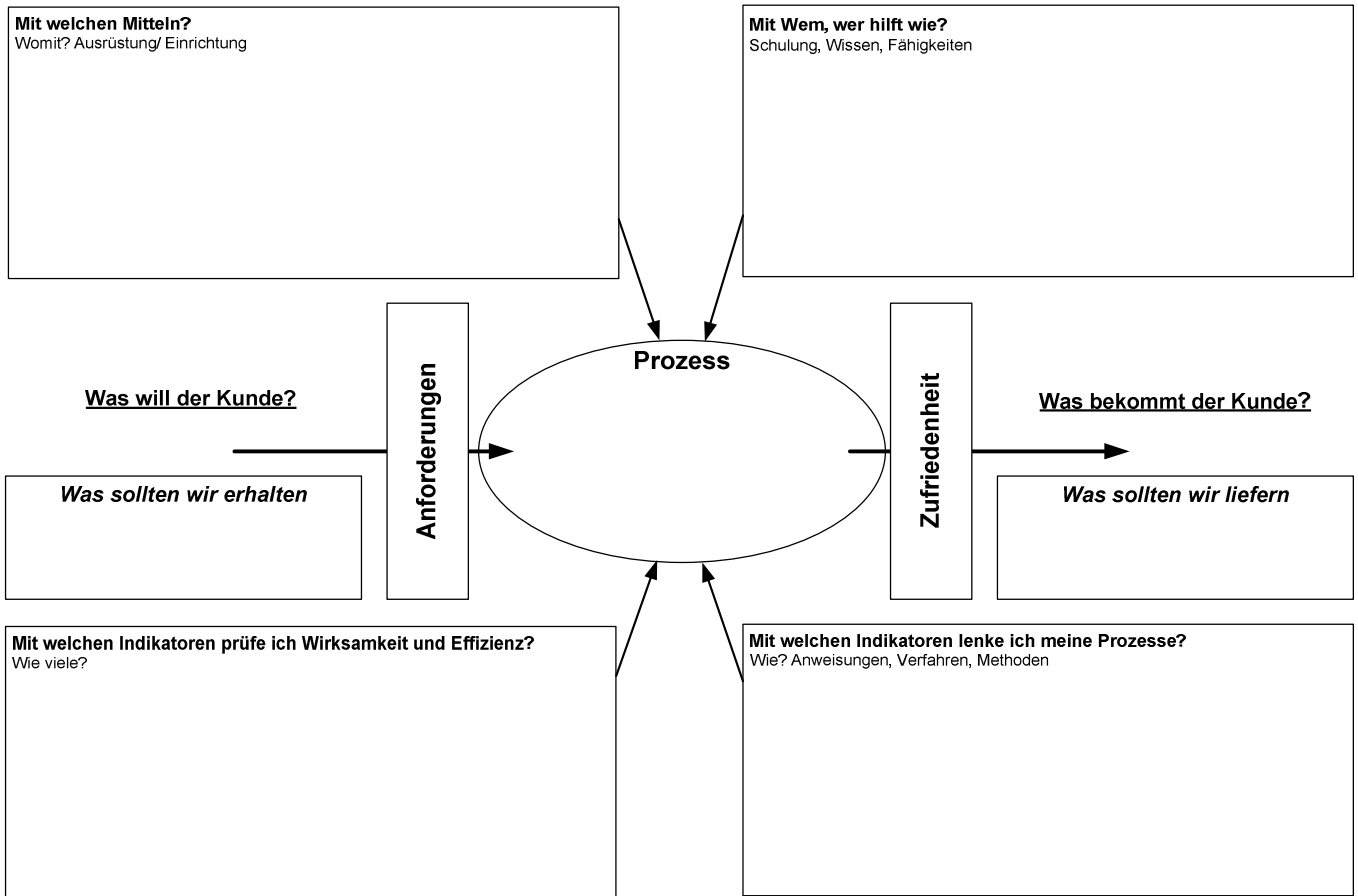 Mit welchen Mitteln?
Womit? Ausrüstung/ Einrichtung
Mit Wem, wer hilft wie?
Schulung, Wissen, Fähigkeiten
Prozess
Was will der Kunde?
Anforderungen
Zufriedenheit
Was bekommt der Kunde?
Was sollten wir erhalten
Was sollten wir liefern
Mit welchen Indikatoren prüfe ich Wirksamkeit und Effizienz?
Wie viele?
Mit welchen Indikatoren lenke ich meine Prozesse?
Wie? Anweisungen, Verfahren, Methoden